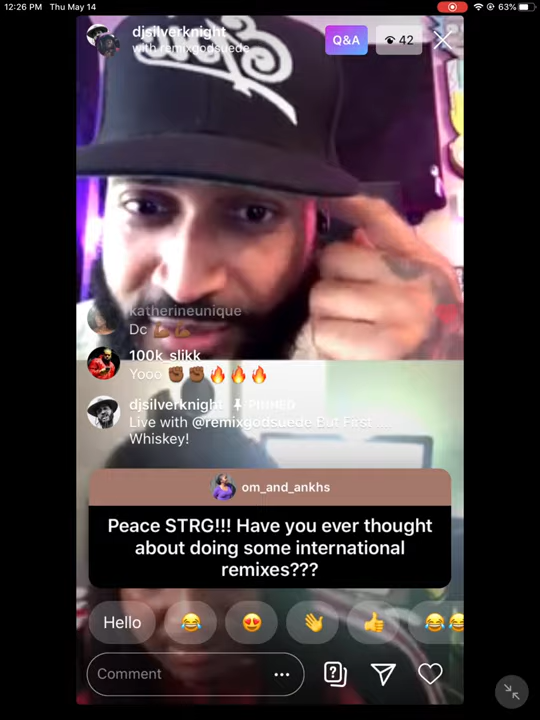 12:26 PM Thu May 14
63%
djsilverknight
with remixgodsuede
Q&A
42
katherineunique
Dc
100k_slikk
Yooo ✊🏾✊🏾🔥🔥🔥
djsilverknight PINNED
Live with @remixgodsuede But First ....
Whiskey!
om_and_ankhs
Peace STRG!!! Have you ever thought
about doing some international
remixes???
Hello 😂 😍 👋 👍 😂😂
Comment